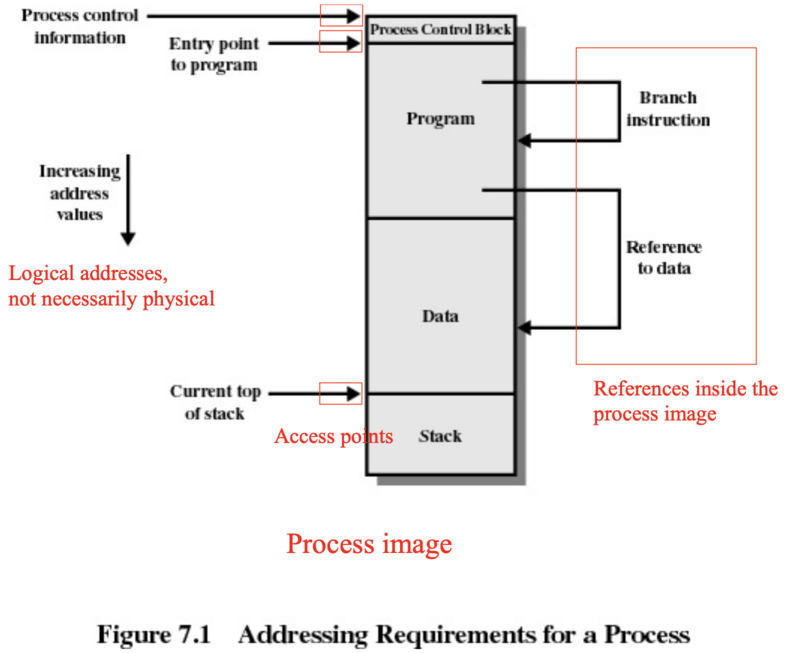 Process control
information
Process Control Block
Entry point
to program
Program
Branch
instruction
Increasing
address
values
Logical addresses,
not necessarily physical
Reference
to data
Data
References inside the
process image
Current top
of stack
Access points
Stack
Process image
Figure 7.1 Addressing Requirements for a Process